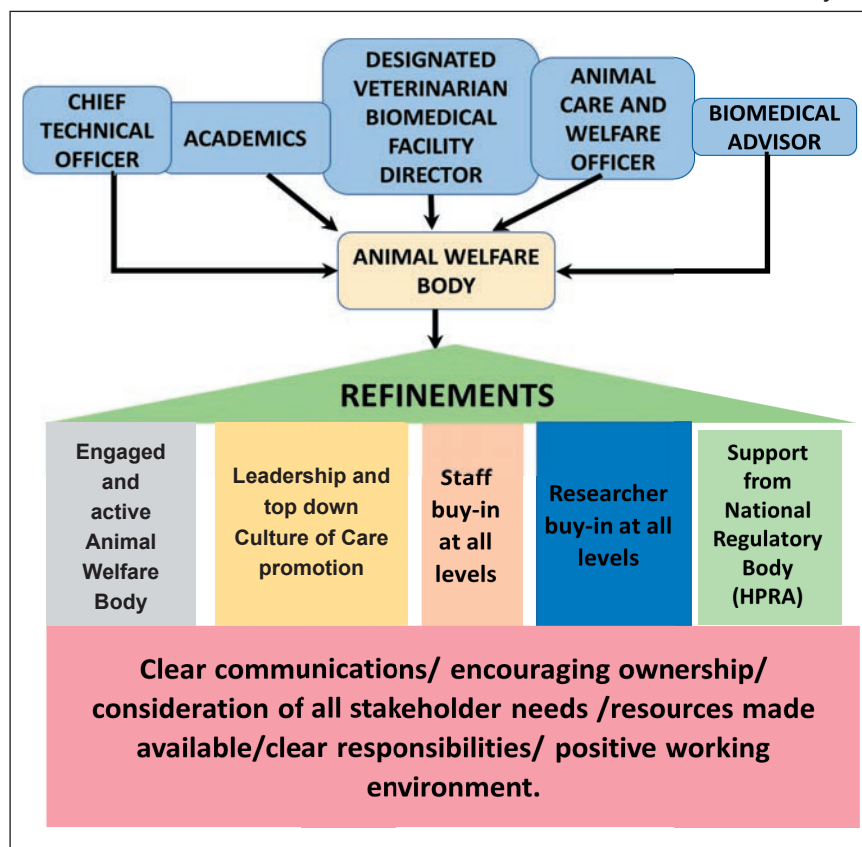 CHIEF
TECHNICAL
OFFICER
ACADEMICS
DESIGNATED
VETERINARIAN
BIOMEDICAL
FACILITY
DIRECTOR
ANIMAL
CARE AND
WELFARE
OFFICER
BIOMEDICAL
ADVISOR
ANIMAL WELFARE
BODY
REFINEMENTS
Engaged
and
active
Animal
Welfare
Body
Leadership and
top down
Culture of Care
promotion
Staff
buy-in
at all
levels
Researcher
buy-in at all
levels
Support
from
National
Regulatory
Body
(HPRA)
Clear communications/ encouraging ownership/
consideration of all stakeholder needs /resources made
available/clear responsibilities/ positive working
environment.